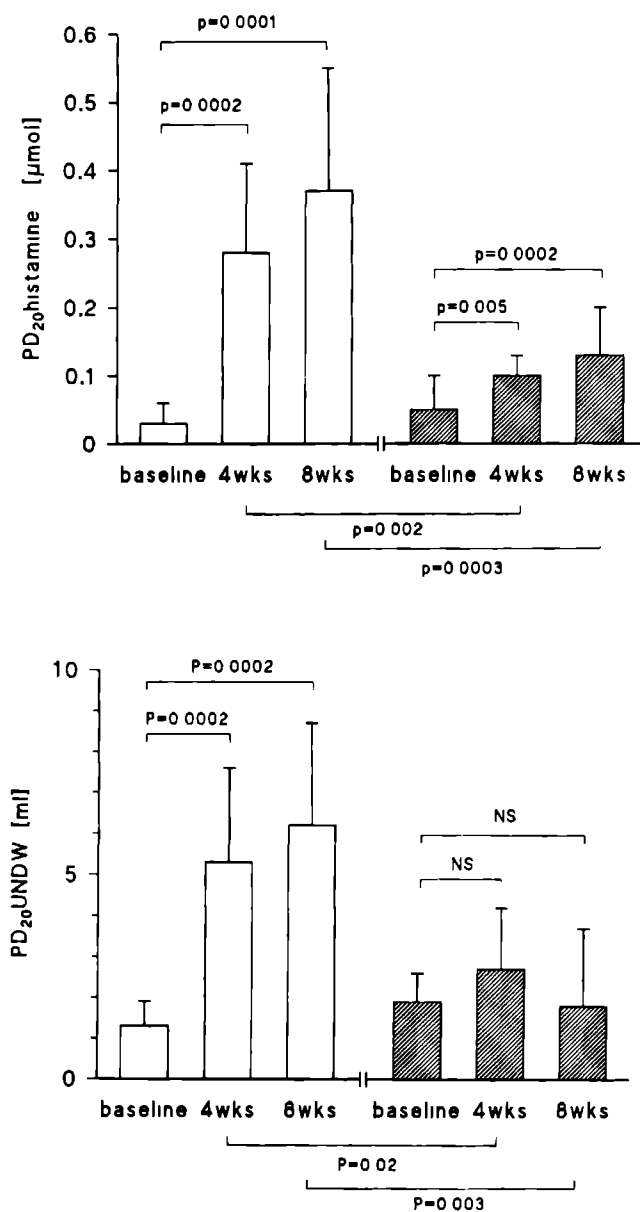 p=0 0001
0.6
0.5
p=0 0002
PD20histamine [μmol]
0.4
0.3
p=0 0002
0.2
p=0 005
0.1
0
baseline 4wks 8wks baseline 4wks 8wks
p=0 002
p=0 0003
10
P=0 0002
P=0 0002
PD20UNDW [ml]
NS
5
NS
0
baseline 4wks 8wks baseline 4wks 8wks
P=0 02
P=0 003